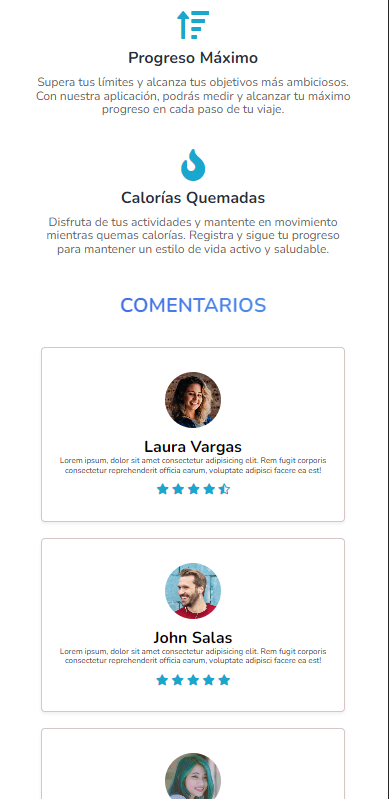 Progreso Máximo
Supera tus límites y alcanza tus objetivos más ambiciosos.
Con nuestra aplicación, podrás medir y alcanzar tu máximo
progreso en cada paso de tu viaje.
Calorías Quemadas
Disfruta de tus actividades y mantente en movimiento
mientras quemas calorías. Registra y sigue tu progreso
para mantener un estilo de vida activo y saludable.
COMENTARIOS
Laura Vargas
Lorem ipsum, dolor sit amet consectetur adipisicing elit. Rem fugit corporis
consectetur reprehenderit officia earum, voluptate adipisci facere ea est!
John Salas
Lorem ipsum, dolor sit amet consectetur adipisicing elit. Rem fugit corporis
consectetur reprehenderit officia earum, voluptate adipisci facere ea est!